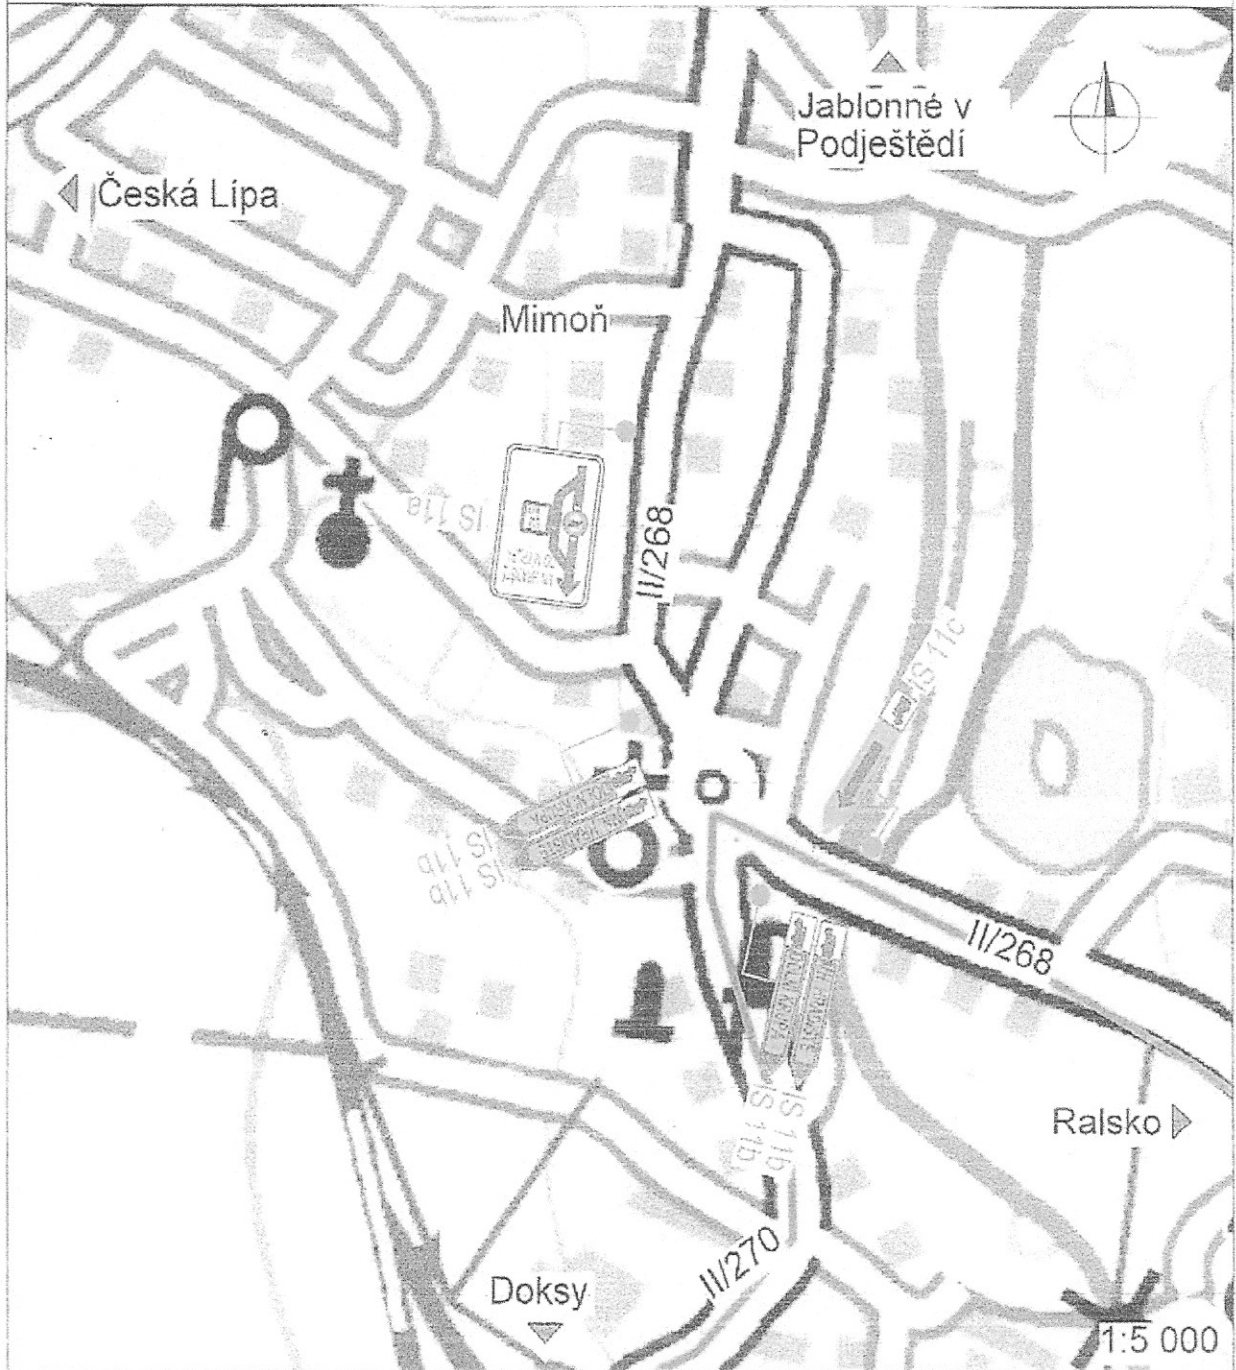 Jablonné v
Podještědí
Česká Lípa
Mimoň
IS 11a
II/268
IS 11c
IS 11b
IS 11b
II/268
IS 11b
IS 11b
Ralsko
II/270
Doksy
1:5 000